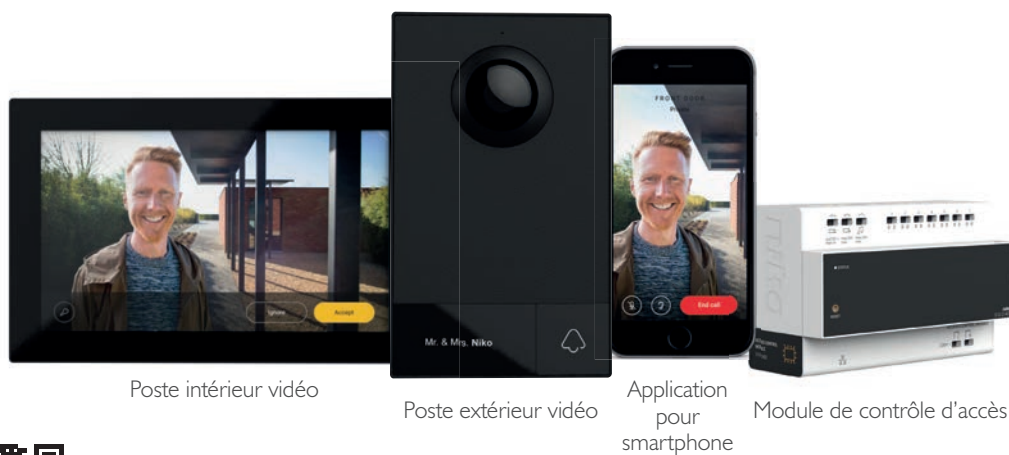 FRONT DOOR
Ignore
Accept
End call
Mr. & Mrs. Niko
niko
Poste intérieur vidéo
Poste extérieur vidéo
Application
pour
smartphone
Module de contrôle d’accès